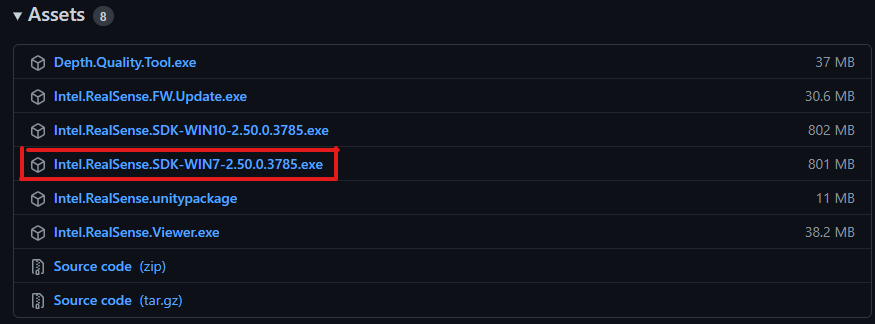 Assets 8
Depth.Quality.Tool.exe 37 MB
Intel.RealSense.FW.Update.exe 30.6 MB
Intel.RealSense.SDK-WIN10-2.50.0.3785.exe 802 MB
Intel.RealSense.SDK-WIN7-2.50.0.3785.exe 801 MB
Intel.RealSense.unitypackage 11 MB
Intel.RealSense.Viewer.exe 38.2 MB
Source code (zip)
Source code (tar.gz)